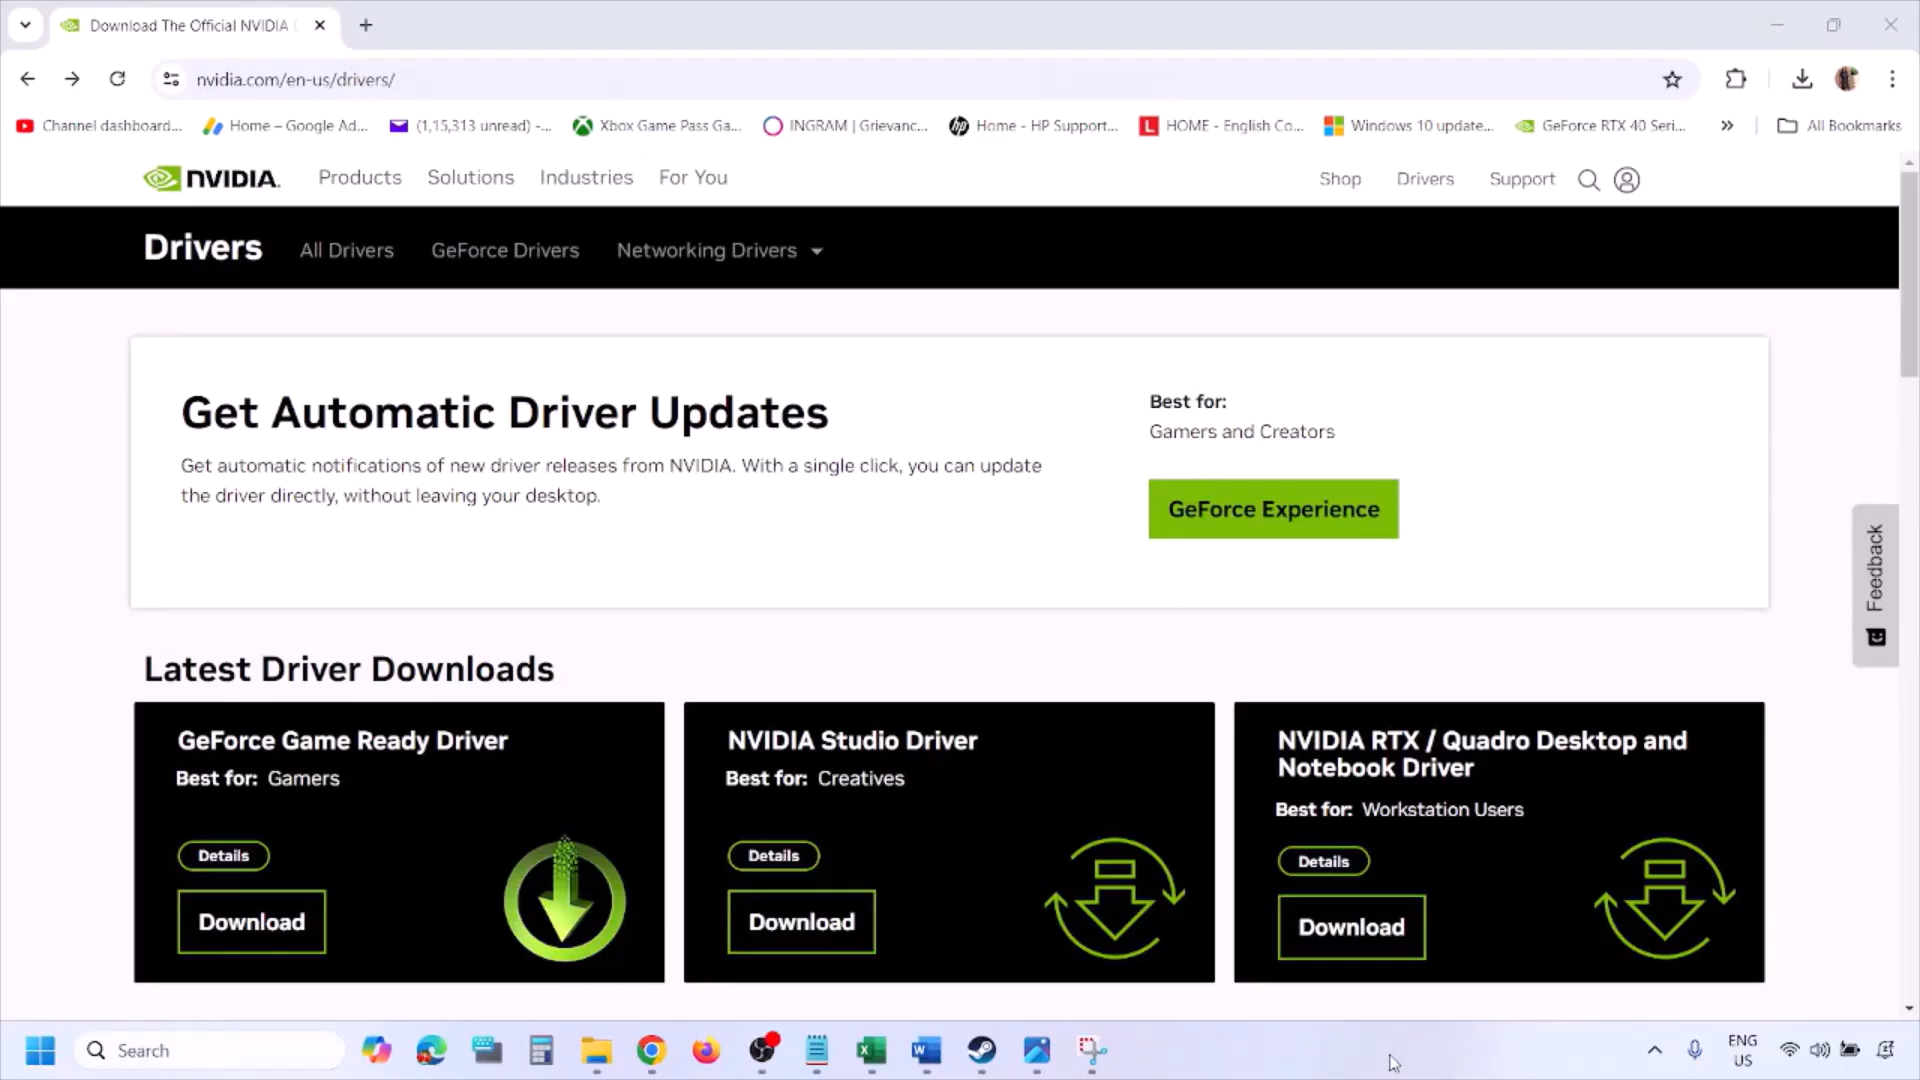 Download The Official NVIDIA
nvidia.com/en-us/drivers/
Channel dashboard...
Home – Google Ad...
(1,15,313 unread) -...
Xbox Game Pass Ga...
INGRAM | Grievanc...
Home - HP Support...
HOME - English Co...
Windows 10 update...
GeForce RTX 40 Seri...
All Bookmarks
NVIDIA.
Products
Solutions
Industries
For You
Shop
Drivers
Support
Drivers
All Drivers
GeForce Drivers
Networking Drivers
Get Automatic Driver Updates
Get automatic notifications of new driver releases from NVIDIA. With a single click, you can update
the driver directly, without leaving your desktop.
Best for:
Gamers and Creators
GeForce Experience
Feedback
Latest Driver Downloads
GeForce Game Ready Driver
Best for: Gamers
Details
Download
NVIDIA Studio Driver
Best for: Creatives
Details
Download
NVIDIA RTX / Quadro Desktop and
Notebook Driver
Best for: Workstation Users
Details
Download
Search
ENG
US